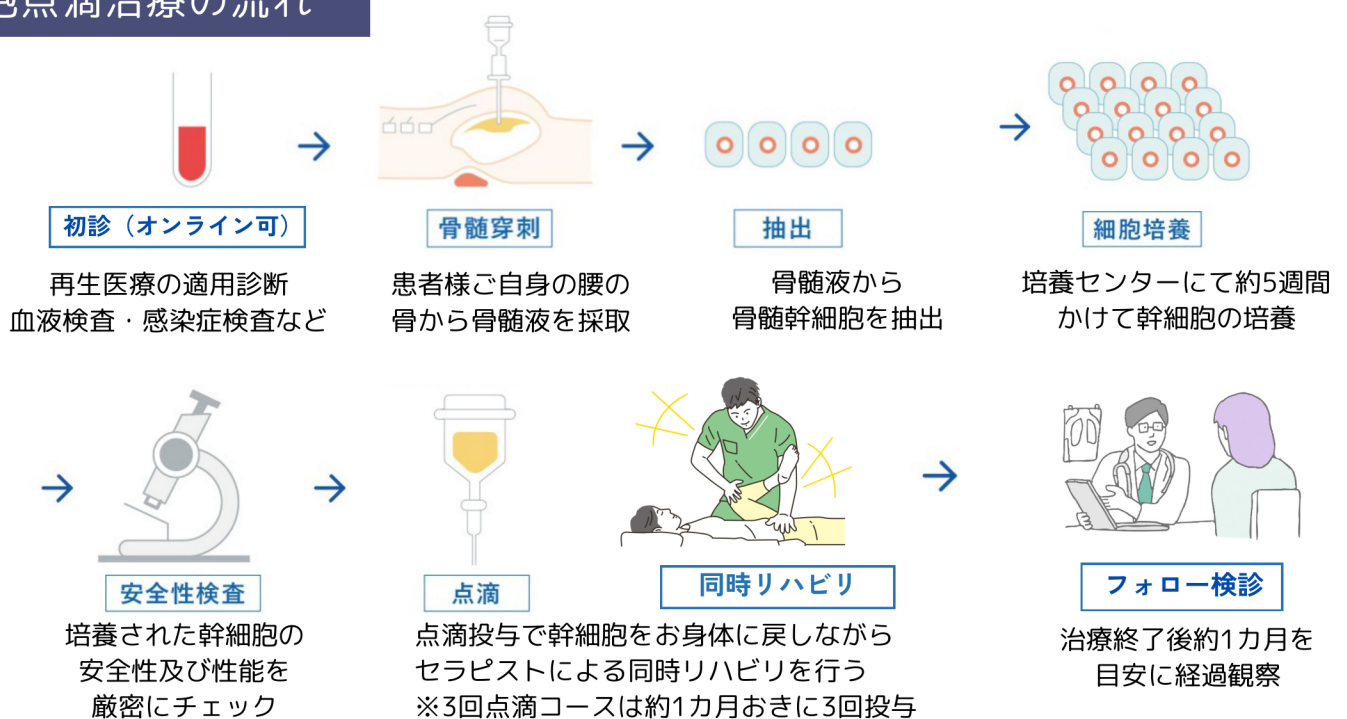 点滴治療の流れ
初診（オンライン可）
再生医療の適用診断
血液検査・感染症検査など
骨髄穿刺
患者様ご自身の腰の
骨から骨髄液を採取
抽出
骨髄液から
骨髄幹細胞を抽出
細胞培養
培養センターにて約5週間
かけて幹細胞の培養
安全性検査
培養された幹細胞の
安全性及び性能を
厳密にチェック
点滴
同時リハビリ
点滴投与で幹細胞をお身体に戻しながら
セラピストによる同時リハビリを行う
※3回点滴コースは約1カ月おきに3回投与
フォロー検診
治療終了後約1カ月を
目安に経過観察